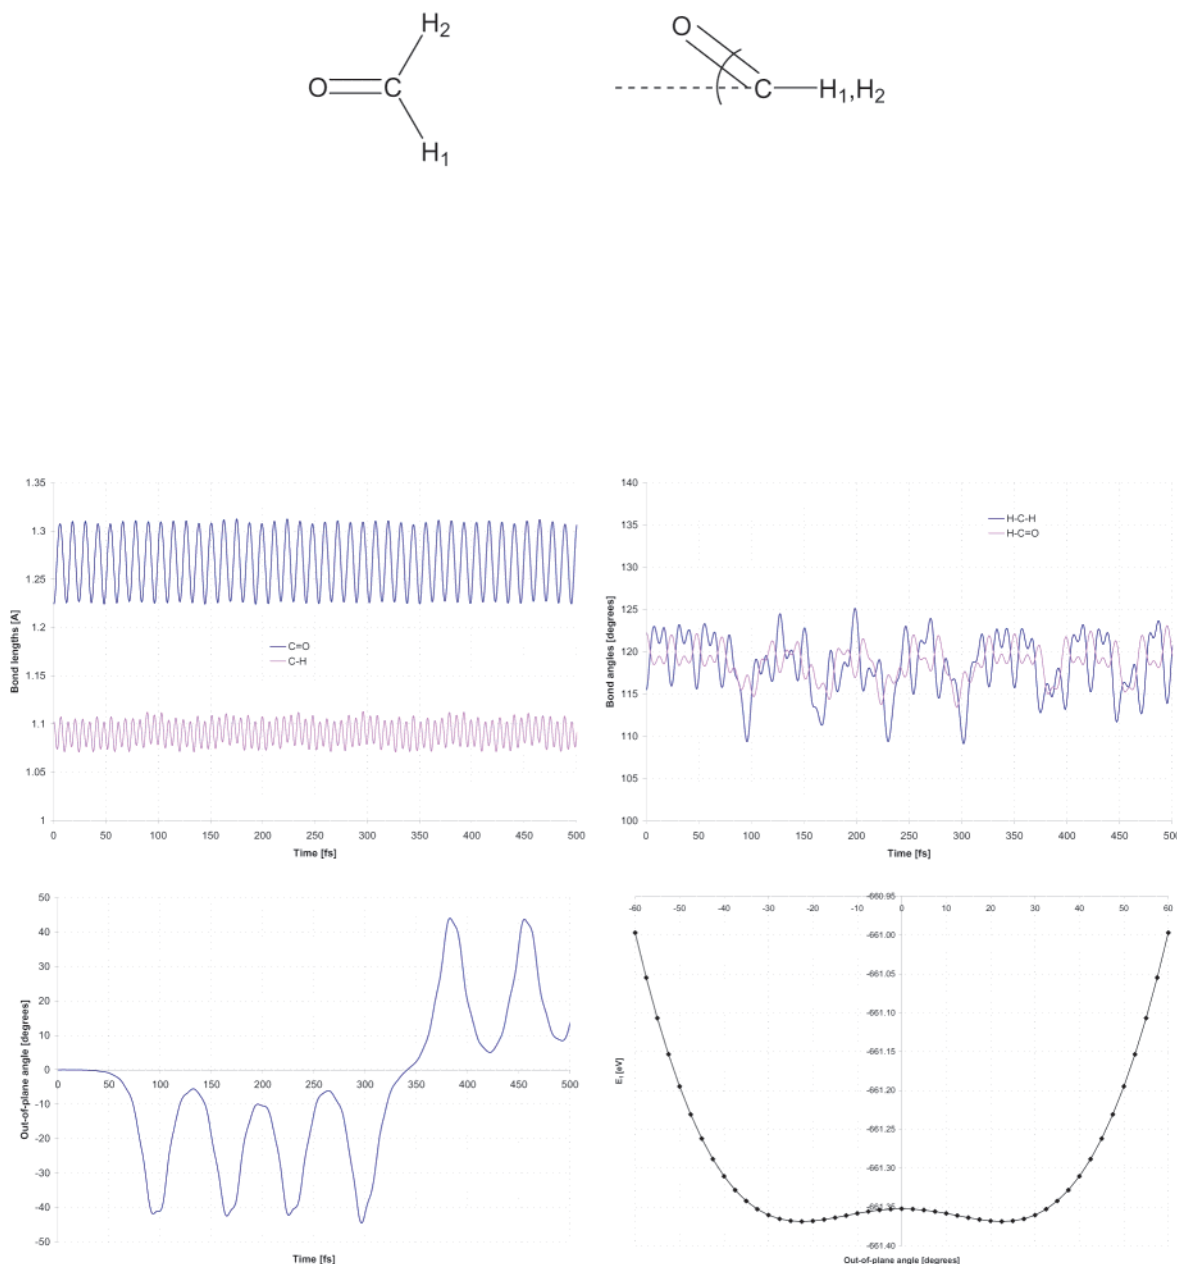 H2
O C
H1
O
C H1,H2
1.35
1.3
1.25
1.2
1.15
1.1
1.05
1
Bond lengths [A]
C=O
C-H
0 50 100 150 200 250 300 350 400 450 500
Time [fs]
140
135
130
125
120
115
110
105
100
Bond angles [degrees]
H-C-H
H-C=O
0 50 100 150 200 250 300 350 400 450 500
Time [fs]
50
40
30
20
10
0
-10
-20
-30
-40
-50
Out-of-plane angle [degrees]
0 50 100 150 200 250 300 350 400 450 500
Time [fs]
-660.95
-661.00
-661.05
-661.10
-661.15
-661.20
-661.25
-661.30
-661.35
-661.40
-60 -50 -40 -30 -20 -10 0 10 20 30 40 50 60
Out-of-plane angle [degrees]